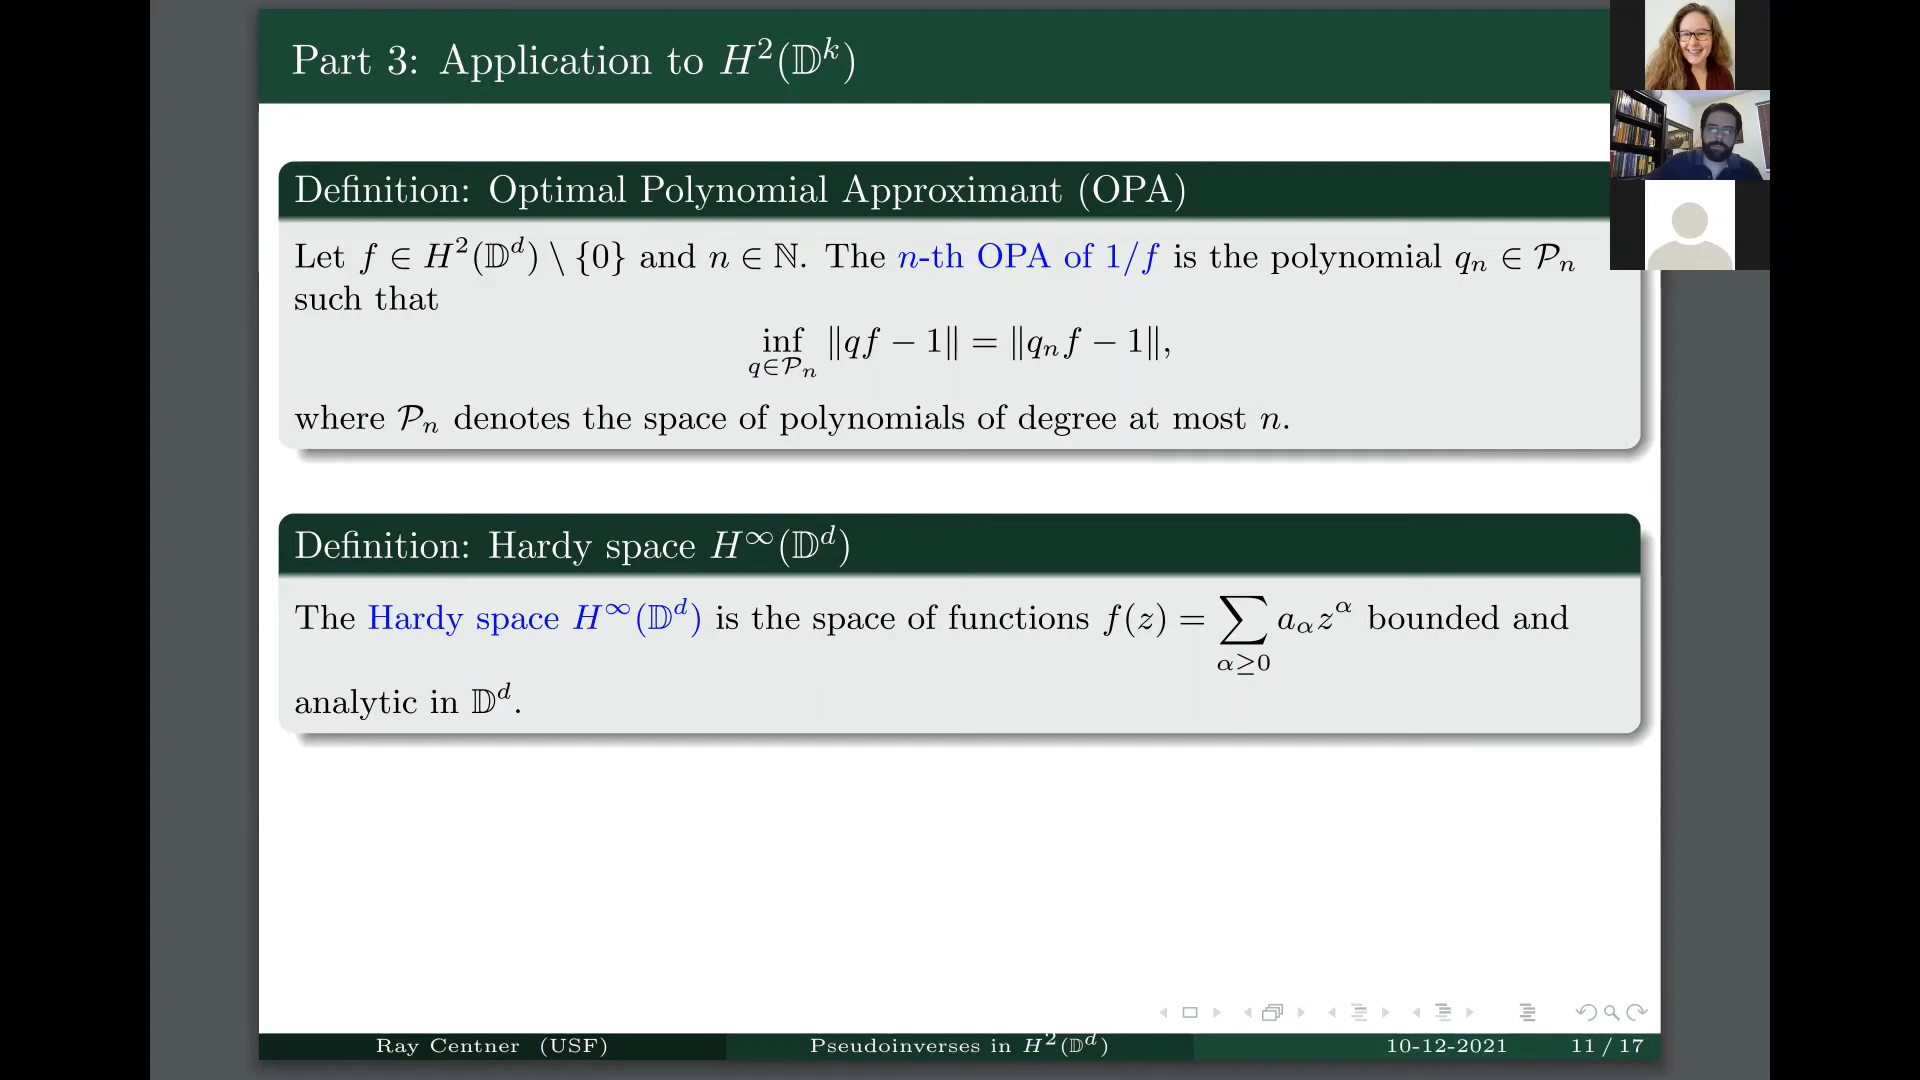 Part 3: Application to H²(𝔻ᵏ)
Definition: Optimal Polynomial Approximant (OPA)
Let f ∈ H²(𝔻ᵈ) \ {0} and n ∈ ℕ. The n-th OPA of 1/f is the polynomial qₙ ∈ 𝒫ₙ
such that
inf ‖qf − 1‖ = ‖qₙf − 1‖,
q∈𝒫ₙ
where 𝒫ₙ denotes the space of polynomials of degree at most n.
Definition: Hardy space H^∞(𝔻ᵈ)
The Hardy space H^∞(𝔻ᵈ) is the space of functions f(z) = ∑ a_α z^α bounded and
α≥0
analytic in 𝔻ᵈ.
Ray Centner (USF) Pseudoinverses in H²(𝔻ᵈ) 10-12-2021 11 / 17